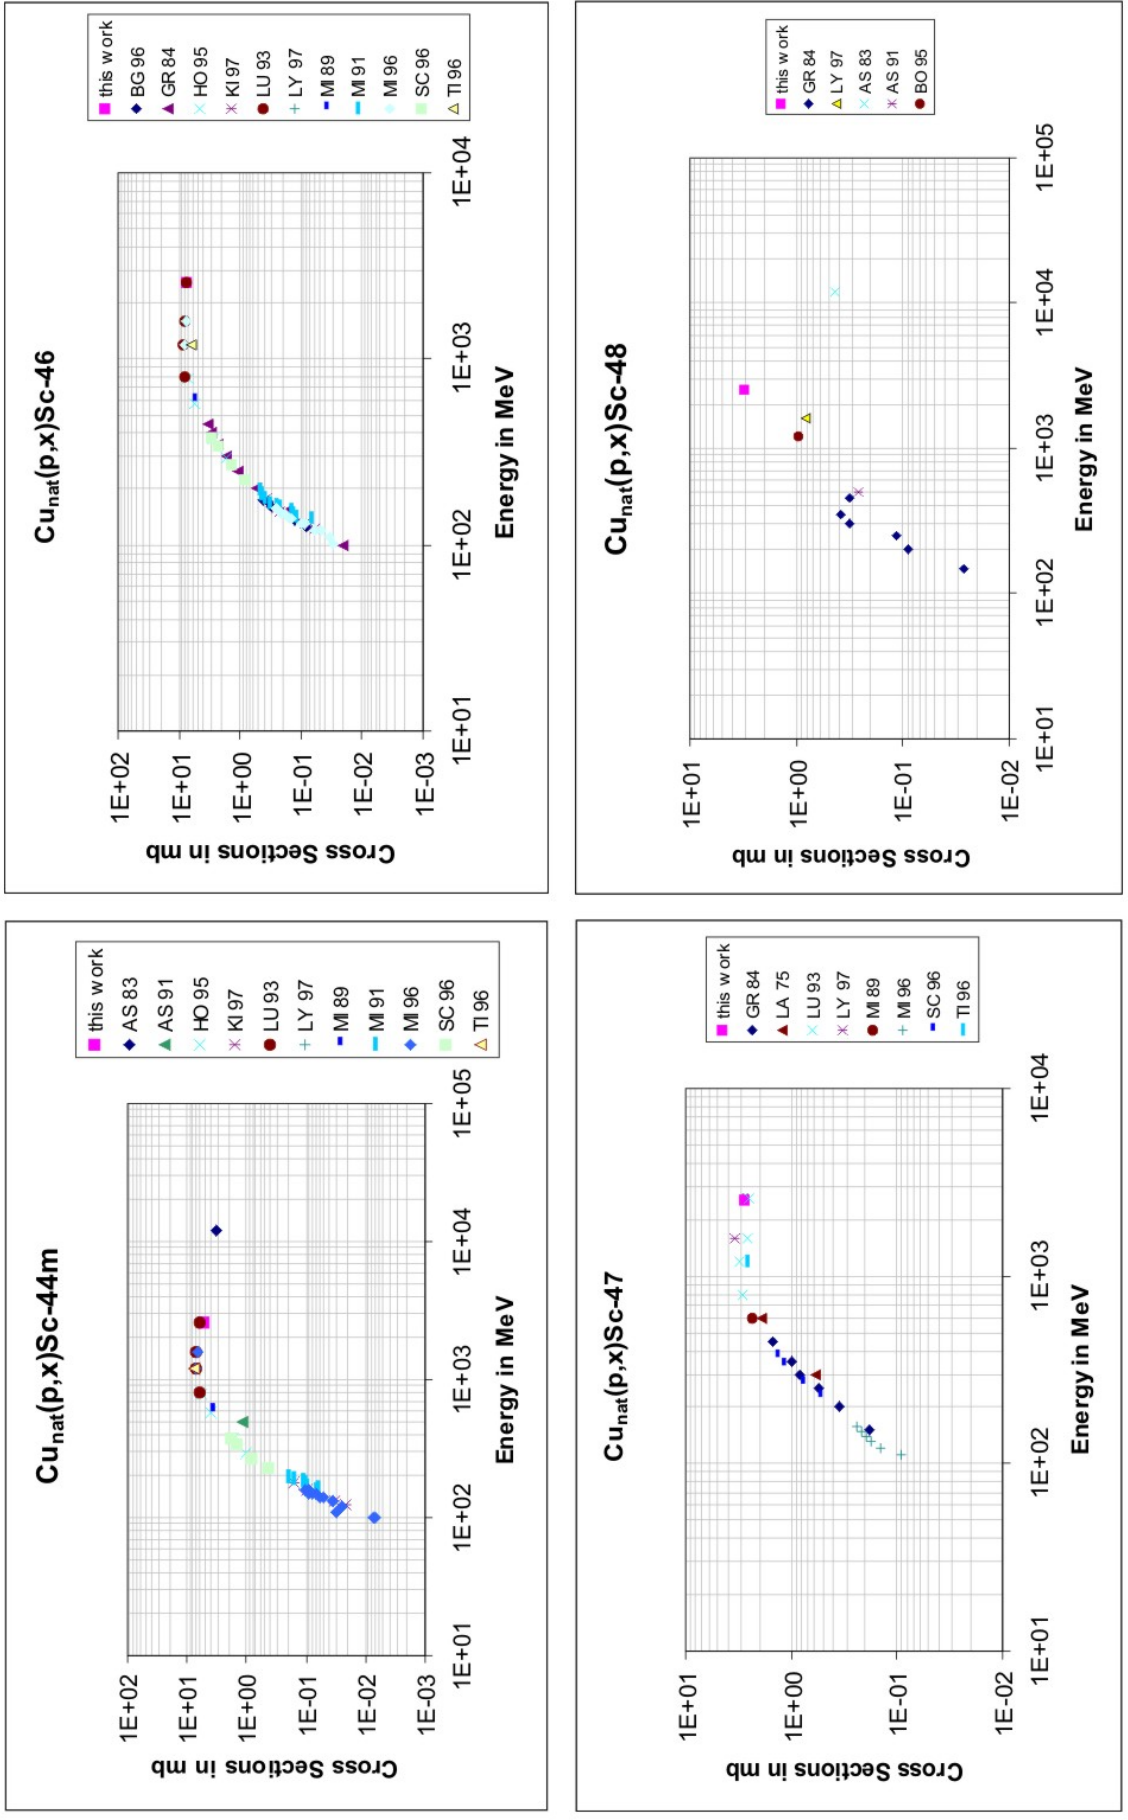 Cu_nat(p,x)Sc-44m
Cross Sections in mb
1E+02
1E+01
1E+00
1E-01
1E-02
1E-03
1E+01
1E+02
1E+03
1E+04
1E+05
Energy in MeV
this work
AS 83
AS 91
HO 95
KI 97
LU 93
LY 97
MI 89
MI 91
MI 96
SC 96
TI 96
Cu_nat(p,x)Sc-46
Cross Sections in mb
1E+02
1E+01
1E+00
1E-01
1E-02
1E-03
1E+01
1E+02
1E+03
1E+04
Energy in MeV
this work
BG 96
GR 84
HO 95
KI 97
LU 93
LY 97
MI 89
MI 91
MI 96
SC 96
TI 96
Cu_nat(p,x)Sc-47
Cross Sections in mb
1E+01
1E+00
1E-01
1E-02
1E+01
1E+02
1E+03
1E+04
Energy in MeV
this work
GR 84
LA 75
LU 93
LY 97
MI 89
MI 96
SC 96
TI 96
Cu_nat(p,x)Sc-48
Cross Sections in mb
1E+01
1E+00
1E-01
1E-02
1E+01
1E+02
1E+03
1E+04
1E+05
Energy in MeV
this work
GR 84
LY 97
AS 83
AS 91
BO 95